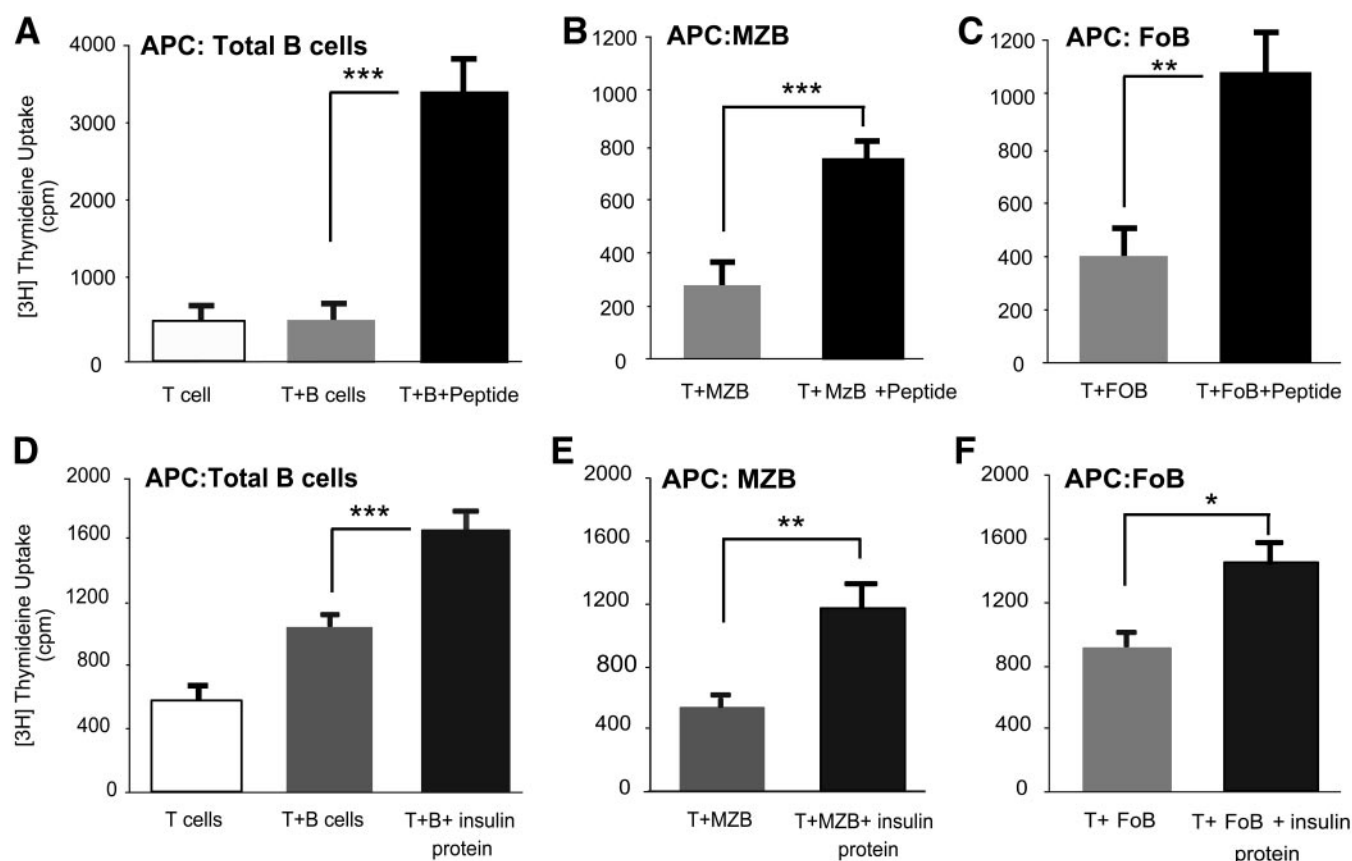 A
APC: Total B cells
4000
3000
2000
1000
0
[3H] Thymideine Uptake
(cpm)
***
T cell
T+B cells
T+B+Peptide
B
APC:MZB
1200
1000
800
600
400
200
0
***
T+MZB
T+MzB +Peptide
C
APC: FoB
1200
1000
800
600
400
200
0
**
T+FOB
T+FoB+Peptide
D
APC:Total B cells
2000
1600
1200
800
400
0
[3H] Thymideine Uptake
(cpm)
***
T cells
T+B cells
T+B+ insulin
protein
E
APC: MZB
2000
1600
1200
800
400
0
**
T+MZB
T+MZB+ insulin
protein
F
APC:FoB
2000
1600
1200
800
400
0
*
T+ FoB
T+ FoB + insulin
protein